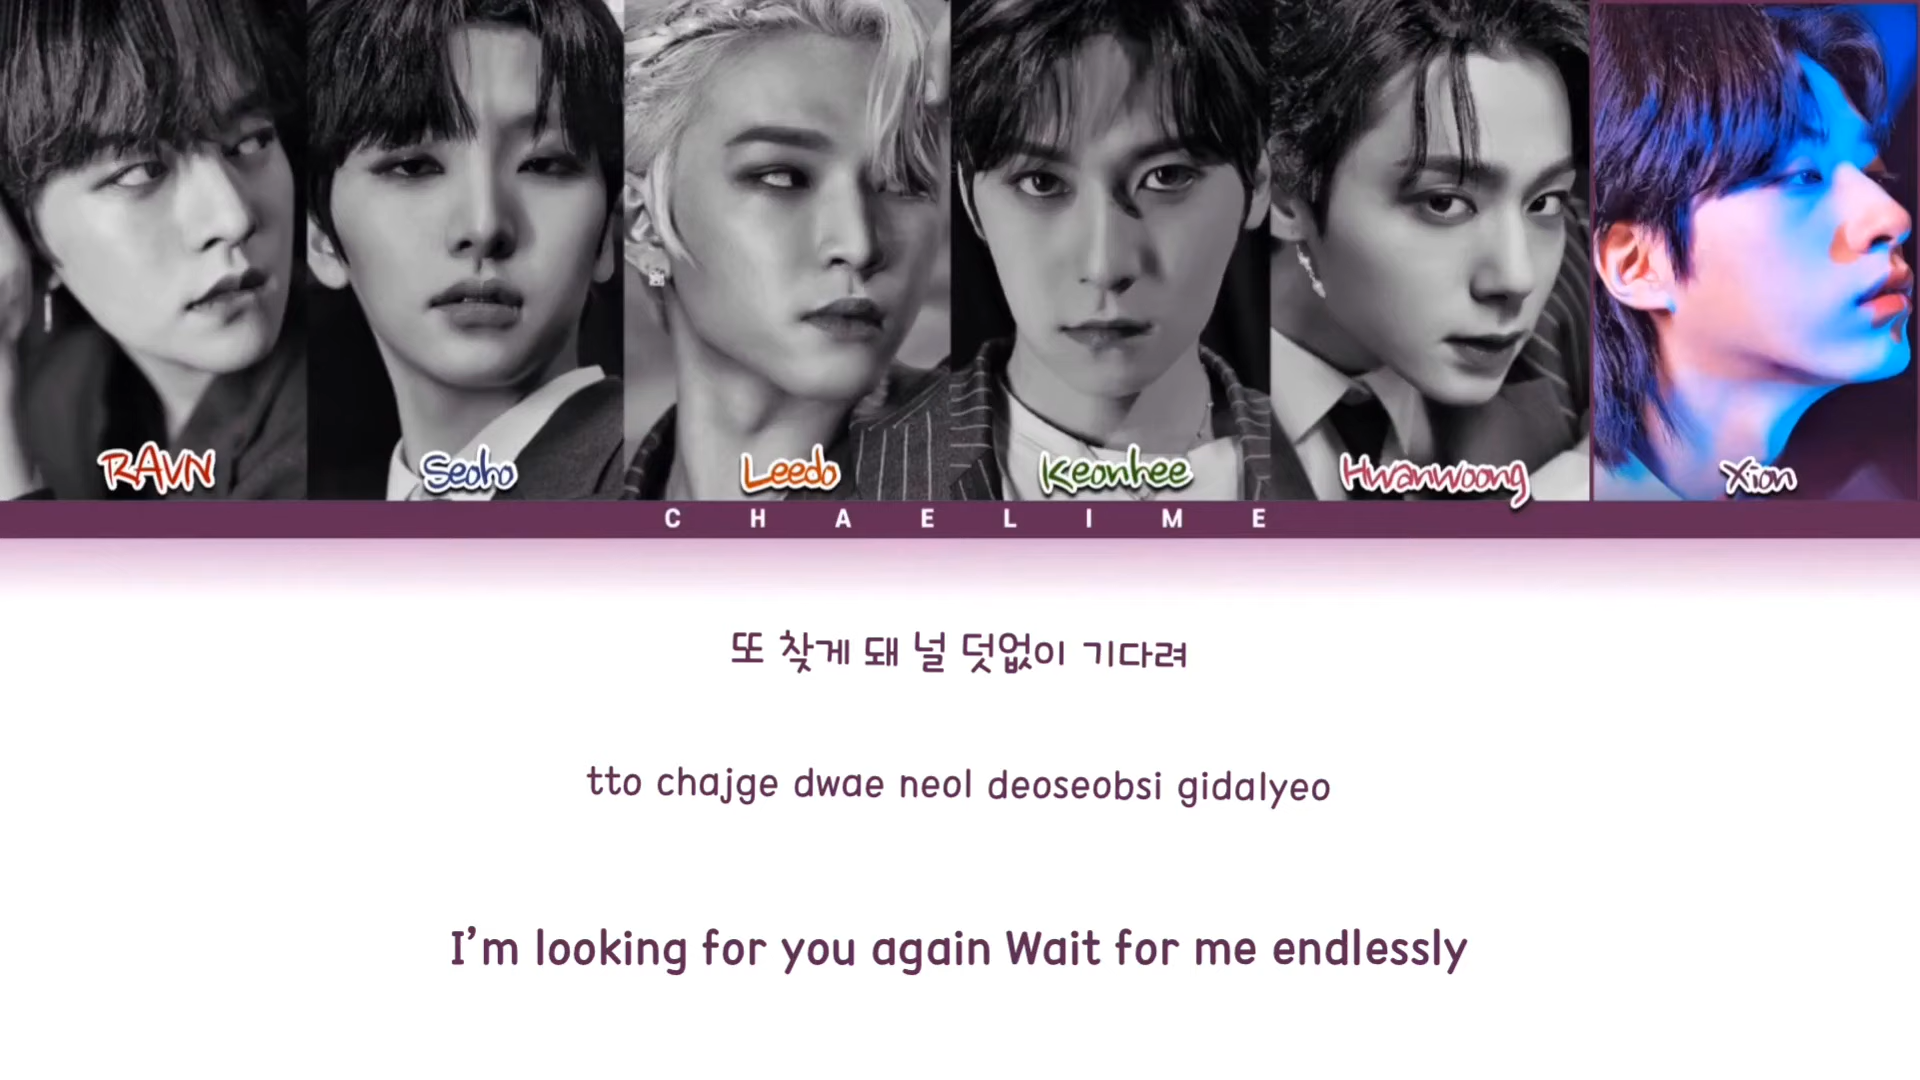 RAVN Seoho Leedo Keonhee Hwanwoong Xion
CHAELIME
또 찾게 돼 널 덧없이 기다려
tto chajge dwae neol deoseobsi gidalyeo
I'm looking for you again Wait for me endlessly